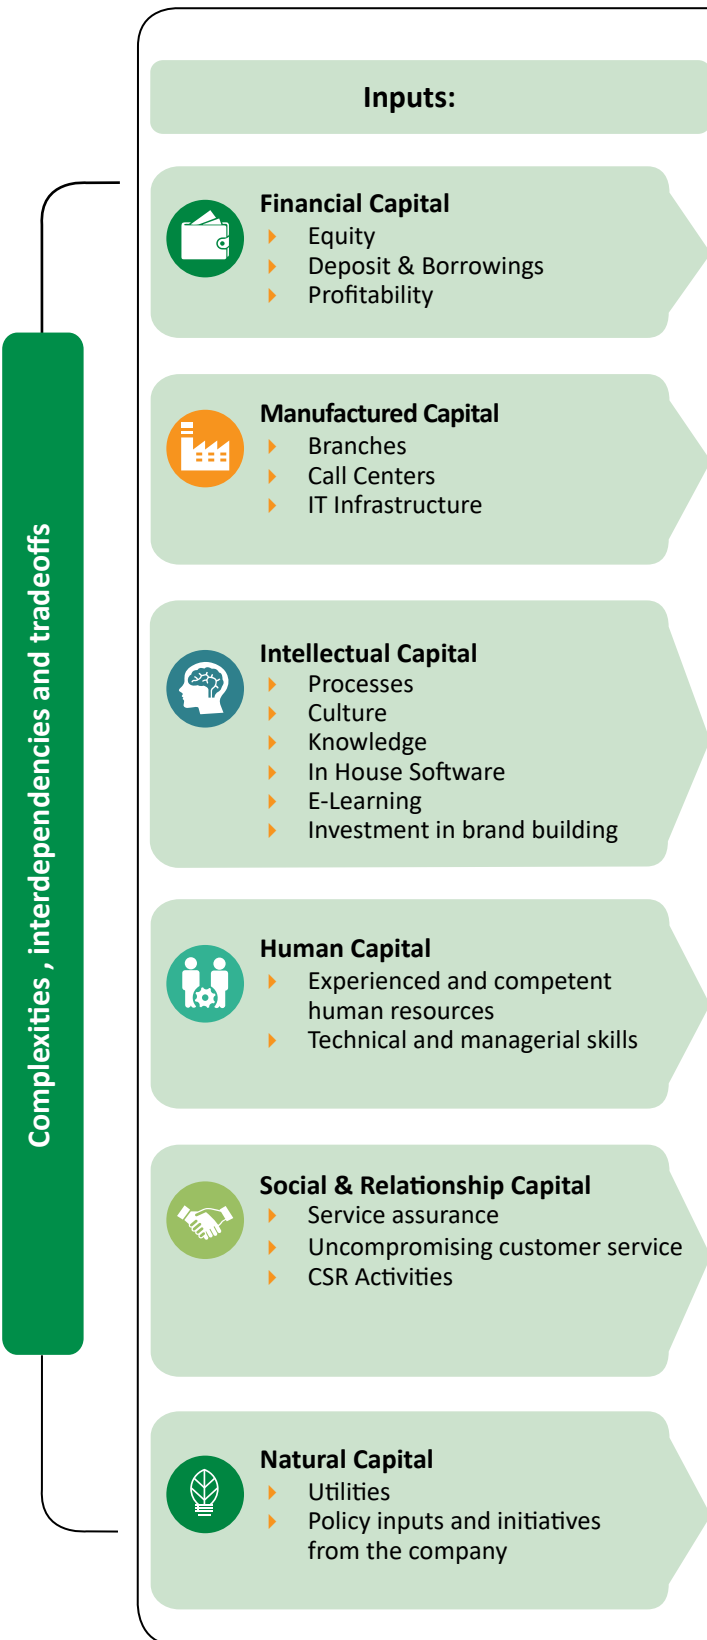 Inputs:
Complexities , interdependencies and tradeoffs
Financial Capital
Equity
Deposit & Borrowings
Profitability
Manufactured Capital
Branches
Call Centers
IT Infrastructure
Intellectual Capital
Processes
Culture
Knowledge
In House Software
E-Learning
Investment in brand building
Human Capital
Experienced and competent
human resources
Technical and managerial skills
Social & Relationship Capital
Service assurance
Uncompromising customer service
CSR Activities
Natural Capital
Utilities
Policy inputs and initiatives
from the company